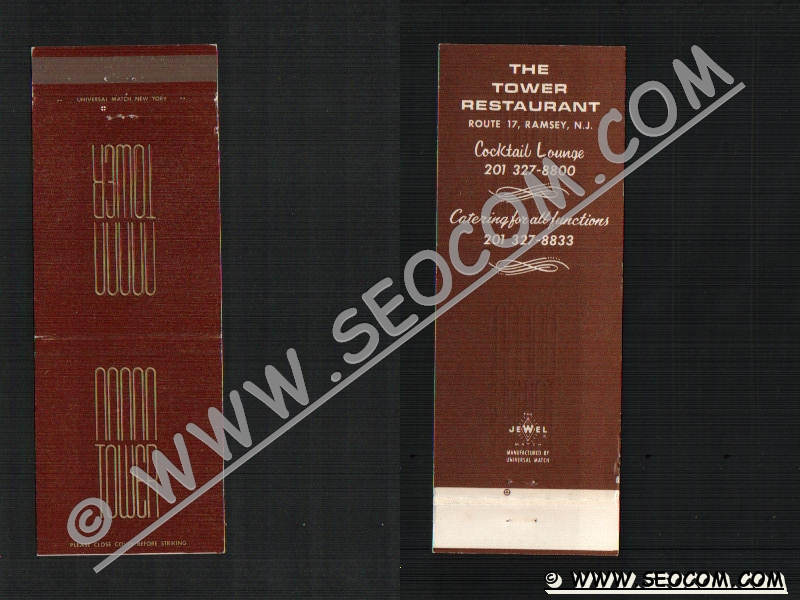 UNIVERSAL MATCH NEW YORK
TOWER
TOWER
PLEASE CLOSE COVER BEFORE STRIKING
THE
TOWER
RESTAURANT
ROUTE 17, RAMSEY, N.J.
Cocktail Lounge
201 327-8800
Catering for all functions
201 327-8833
THE
JEWEL
MATCH
MANUFACTURED BY
UNIVERSAL MATCH
© WWW.SEOCOM.COM
© WWW.SEOCOM.COM